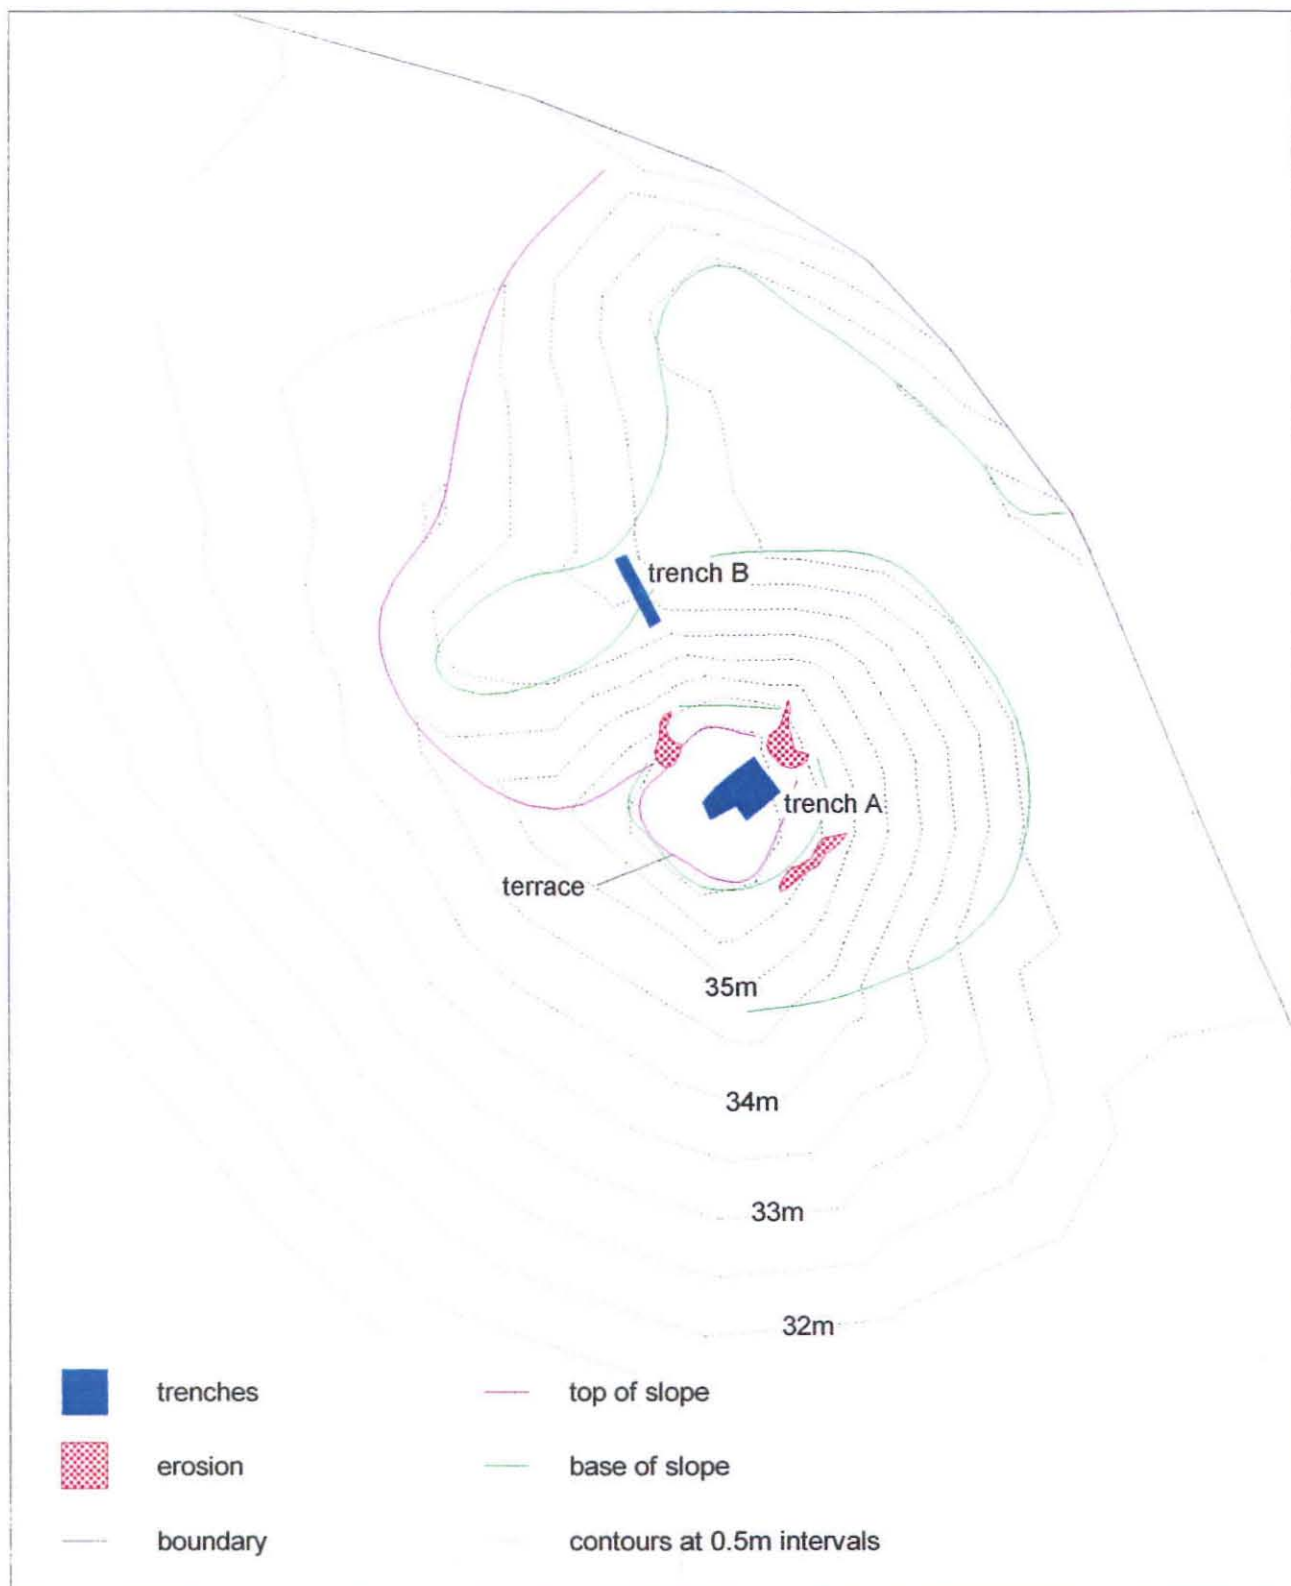 trench B
trench A
terrace
35m
34m
33m
32m
trenches
top of slope
erosion
base of slope
boundary
contours at 0.5m intervals